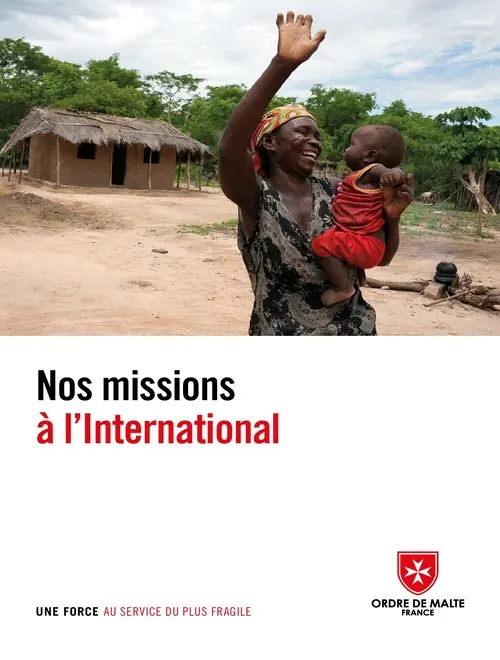 Nos missions
à l’International
UNE FORCE AU SERVICE DU PLUS FRAGILE
ORDRE DE MALTE
FRANCE